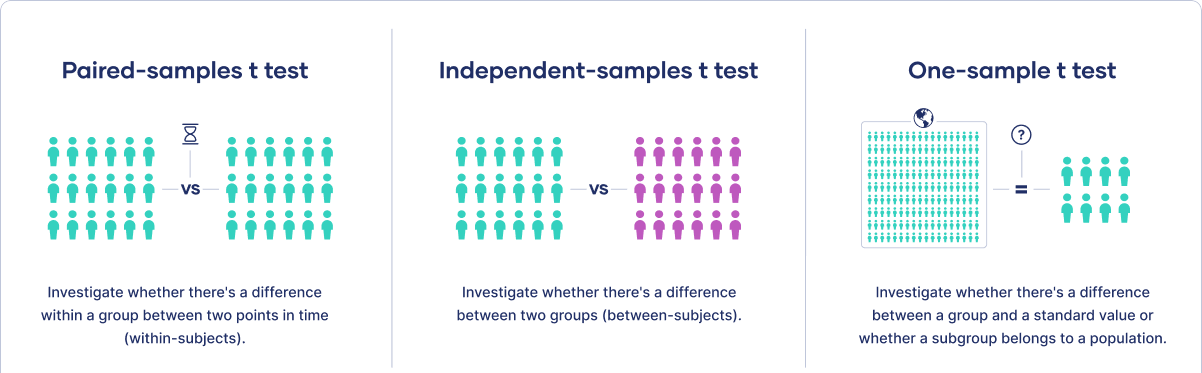 Paired-samples t test
vs
Investigate whether there's a difference
within a group between two points in time
(within-subjects).
Independent-samples t test
vs
Investigate whether there's a difference
between two groups (between-subjects).
One-sample t test
?
=
Investigate whether there's a difference
between a group and a standard value or
whether a subgroup belongs to a population.